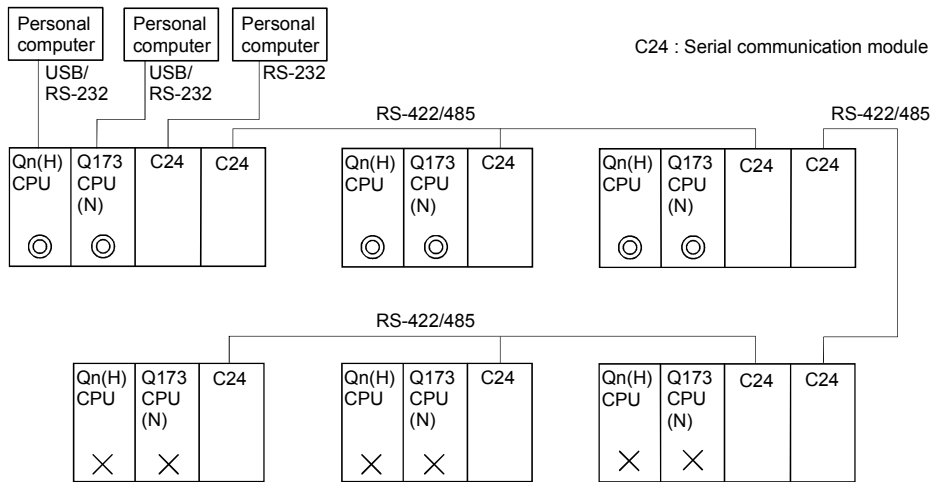 Personal
computer
Personal
computer
Personal
computer
C24 : Serial communication module
USB/
RS-232
USB/
RS-232
RS-232
RS-422/485
RS-422/485
Qn(H)
CPU
Q173
CPU
(N)
C24
C24
Qn(H)
CPU
Q173
CPU
(N)
C24
Qn(H)
CPU
Q173
CPU
(N)
C24
C24
RS-422/485
Qn(H)
CPU
Q173
CPU
(N)
C24
Qn(H)
CPU
Q173
CPU
(N)
C24
Qn(H)
CPU
Q173
CPU
(N)
C24
C24